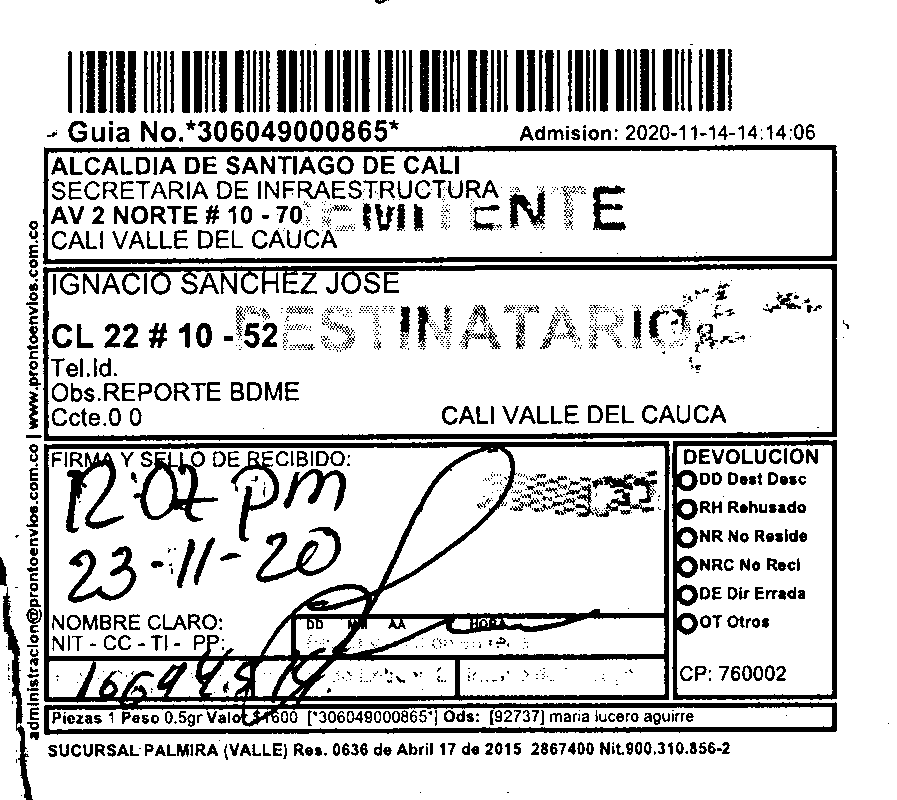 Guia No.*306049000865*
Admision: 2020-11-14-14:14:06
ALCALDIA DE SANTIAGO DE CALI
SECRETARIA DE INFRAESTRUCTURA
AV 2 NORTE # 10 - 70
CALI VALLE DEL CAUCA
REMITENTE
IGNACIO SANCHEZ JOSE
DESTINATARIO
CL 22 # 10 - 52
Tel.Id.
Obs.REPORTE BDME
Ccte.0 0
CALI VALLE DEL CAUCA
FIRMA Y SELLO DE RECIBIDO:
12:07 pm
23-11-20
NOMBRE CLARO:
NIT - CC - TI - PP:
DD MM AA HORA
DEVOLUCION
DD Dest Desc
RH Rehusado
NR No Reside
NRC No Reci
DE Dir Errada
OT Otros
CP: 760002
Piezas 1 Peso 0.5gr Valor $1600 [*306049000865*] Ods: [92737] maria lucero aguirre
SUCURSAL PALMIRA (VALLE) Res. 0636 de Abril 17 de 2015 2867400 Nit.900.310.856-2
administracion@prontoenvios.com.co | www.prontoenvios.com.co